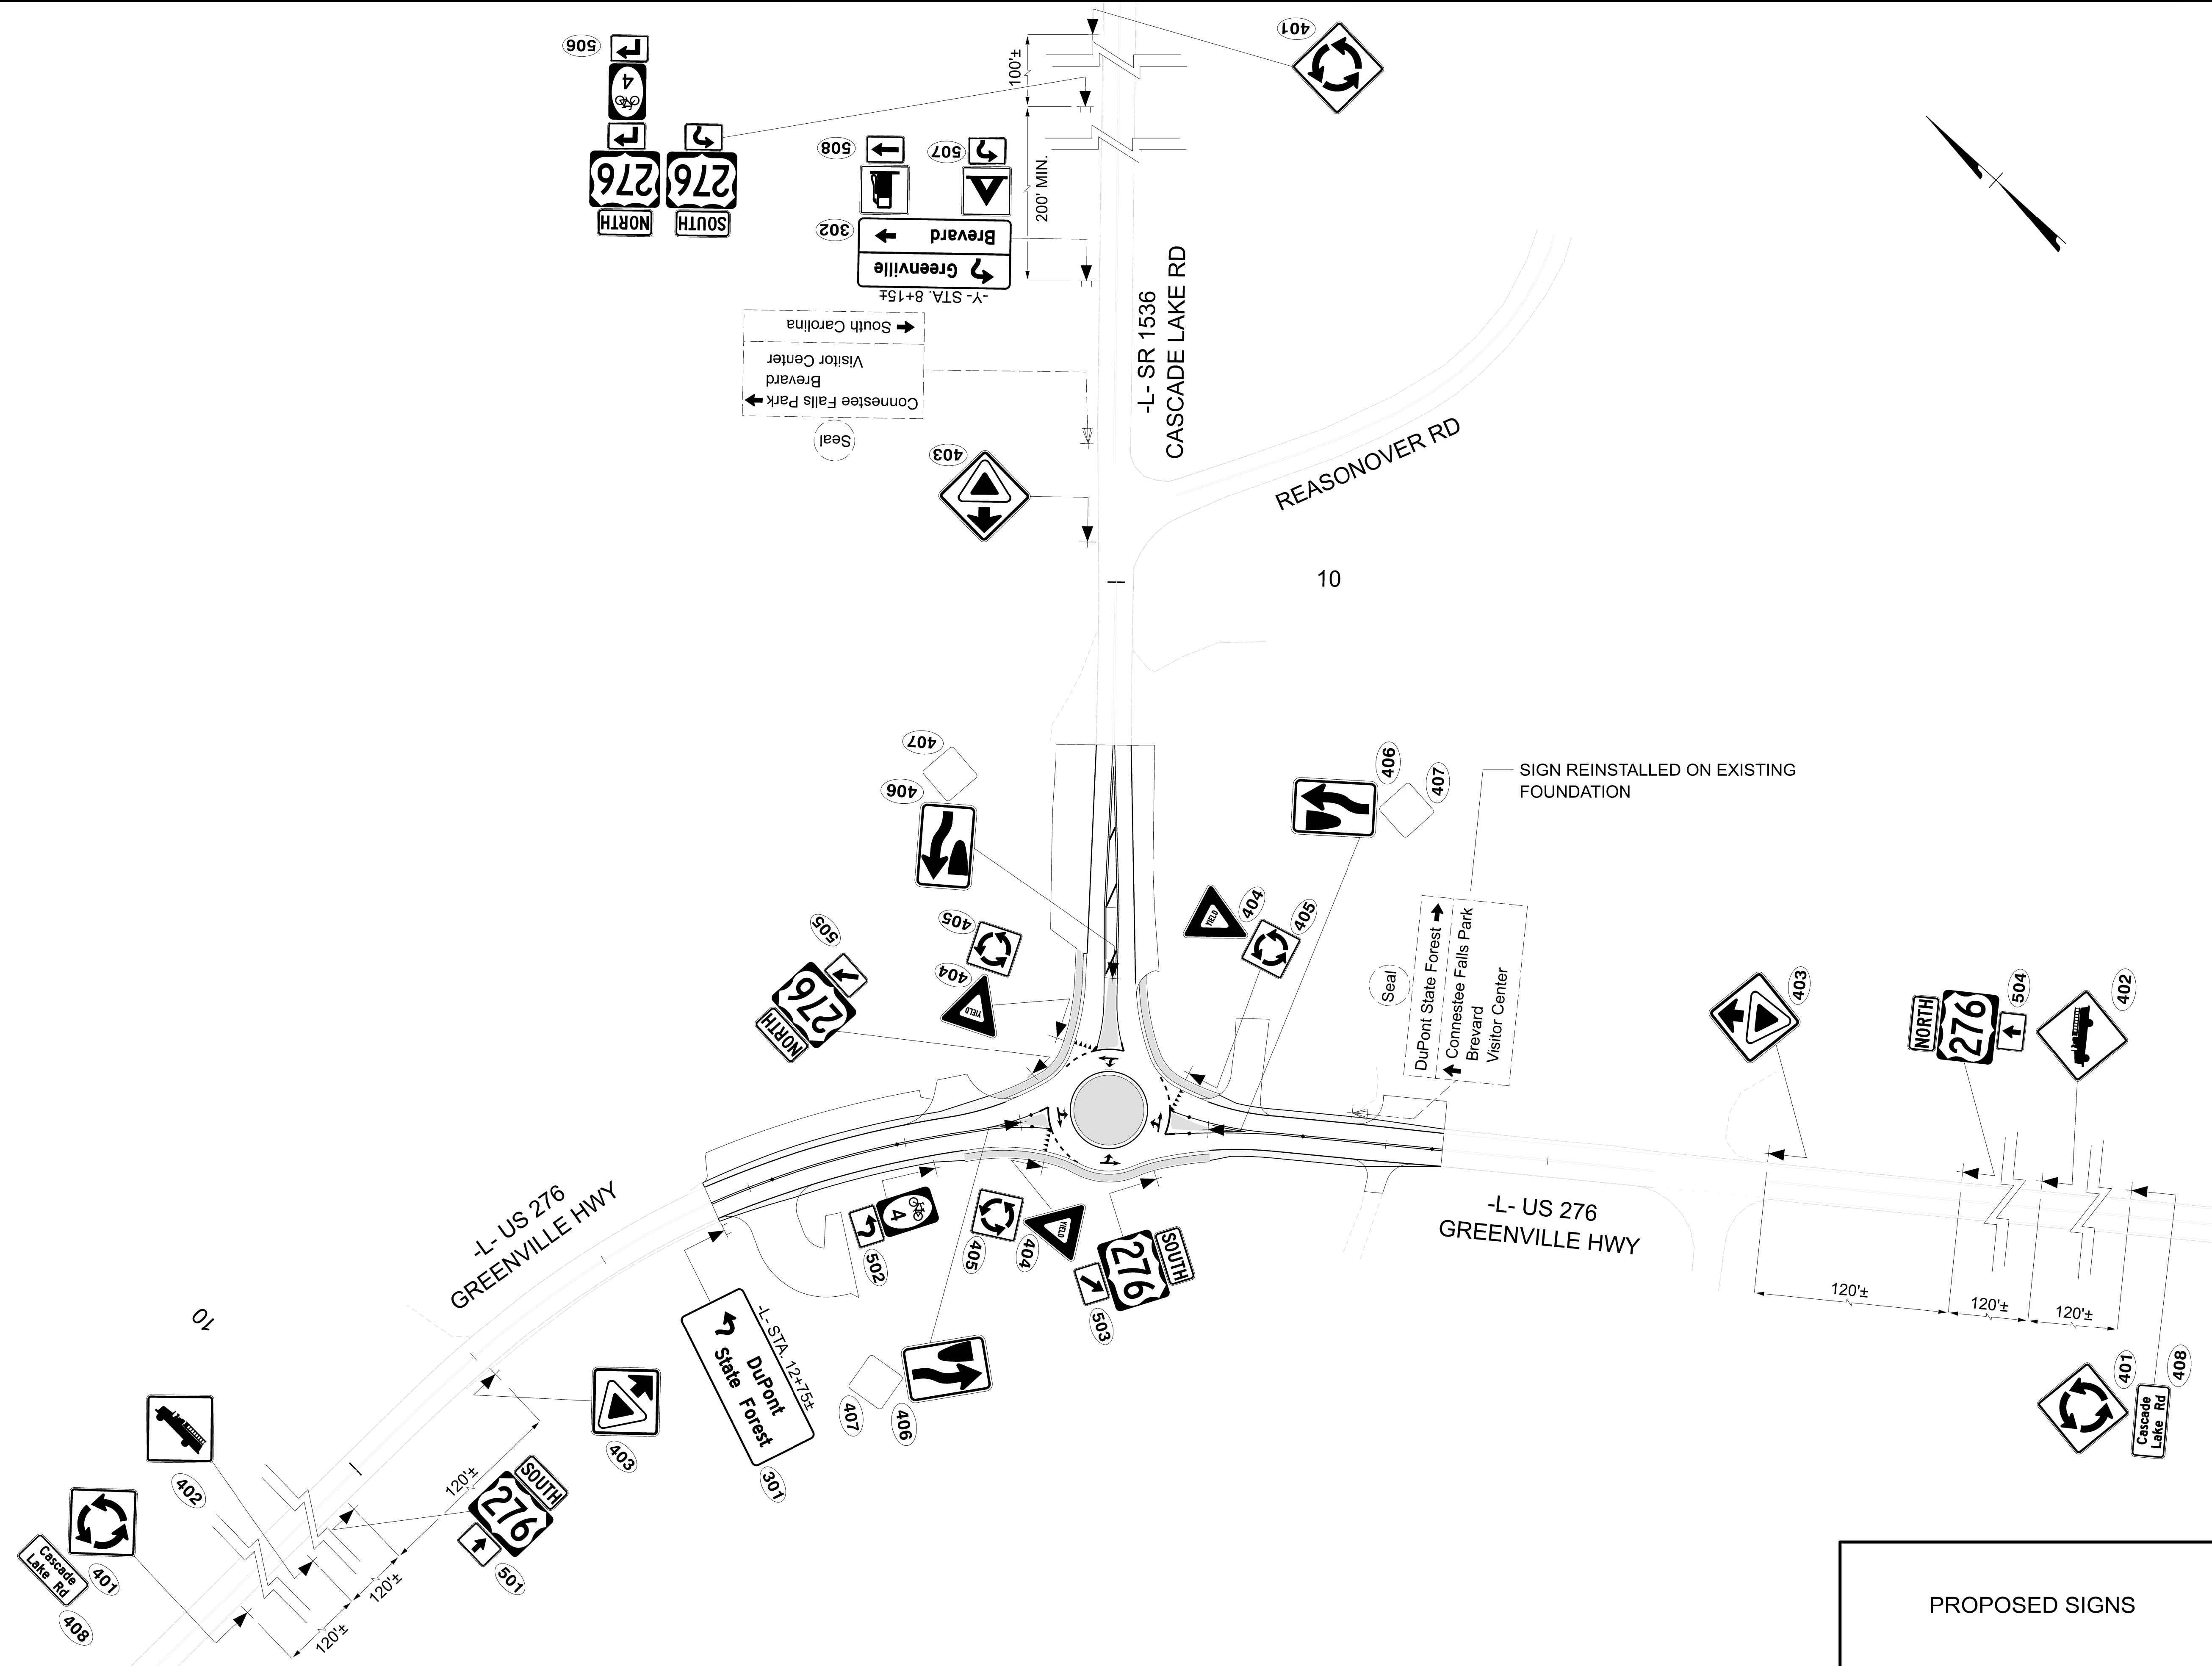 506
4
276
NORTH
276
SOUTH
100'±
401
508
507
200' MIN.
302
Brevard
Greenville
-Y- STA. 8+15±
South Carolina
Visitor Center
Brevard
Connestee Falls Park
Seal
403
-L- SR 1536
CASCADE LAKE RD
REASONOVER RD
10
407
406
406
407
SIGN REINSTALLED ON EXISTING
FOUNDATION
505
276
NORTH
405
404
YIELD
YIELD
404
405
Seal
DuPont State Forest
Connestee Falls Park
Brevard
Visitor Center
403
NORTH
276
504
402
-L- US 276
GREENVILLE HWY
-L- US 276
GREENVILLE HWY
4
502
405
YIELD
404
SOUTH
276
503
120'±
120'±
120'±
401
Cascade
Lake Rd
408
10
-L- STA. 12+75±
DuPont
State Forest
301
407
406
403
402
120'±
SOUTH
276
501
Cascade
Lake Rd
401
408
120'±
120'±
PROPOSED SIGNS